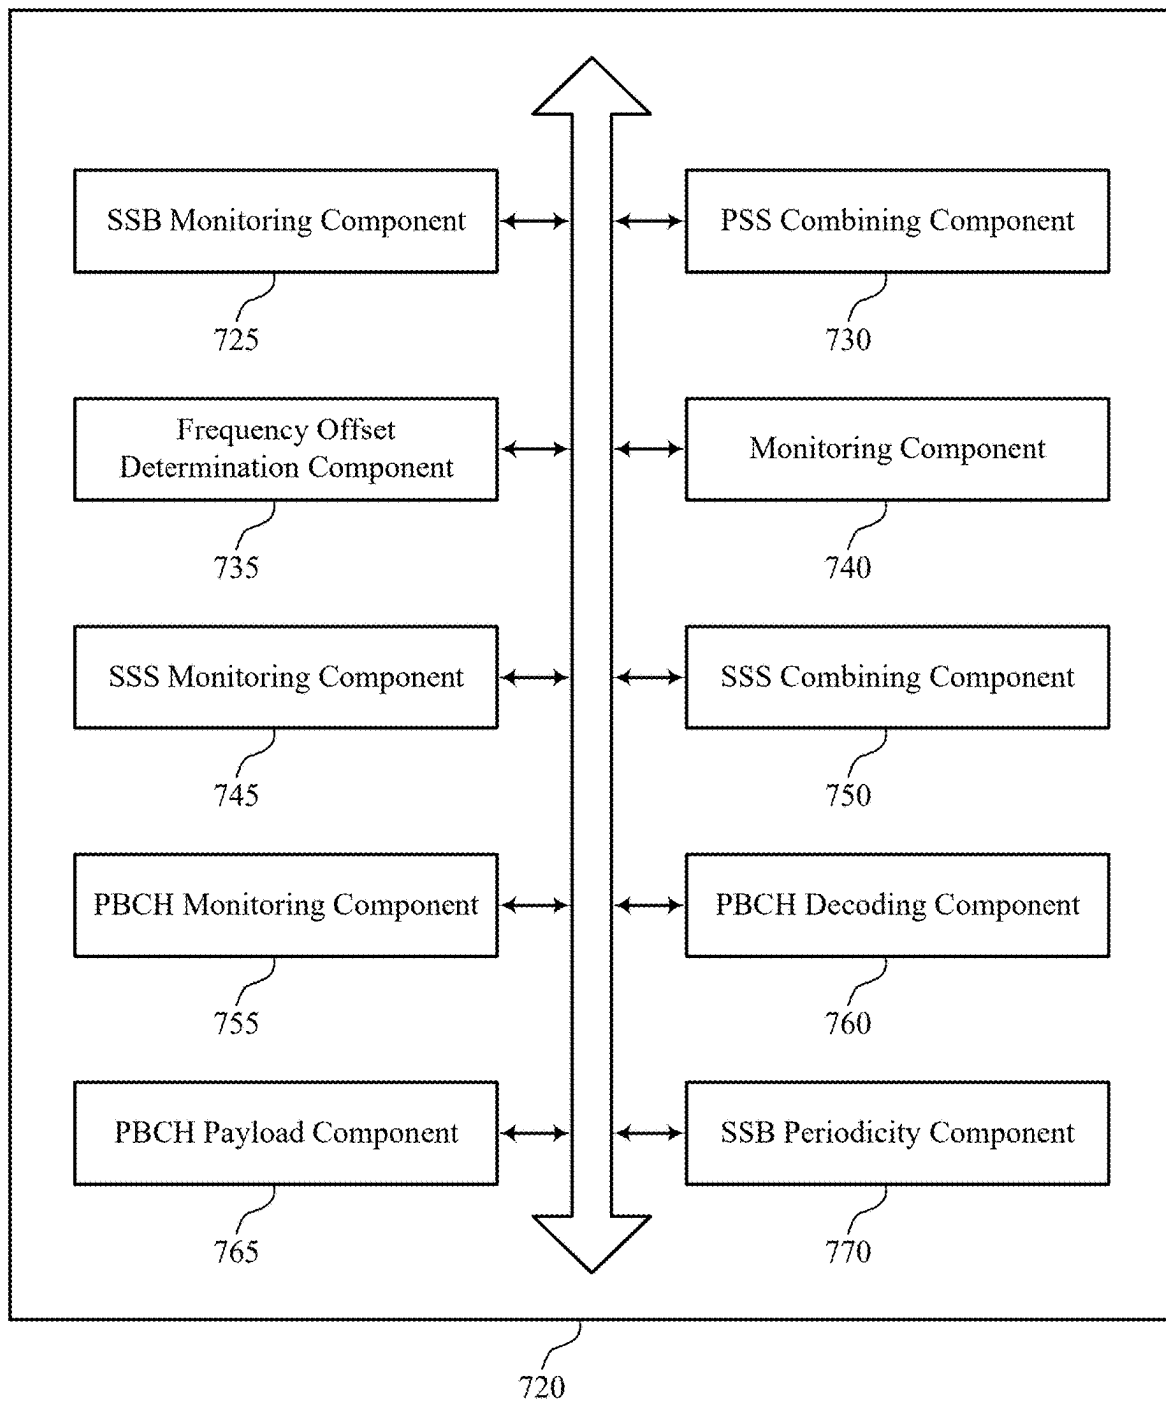 SSB Monitoring Component
725
PSS Combining Component
730
Frequency Offset
Determination Component
735
Monitoring Component
740
SSS Monitoring Component
745
SSS Combining Component
750
PBCH Monitoring Component
755
PBCH Decoding Component
760
PBCH Payload Component
765
SSB Periodicity Component
770
720